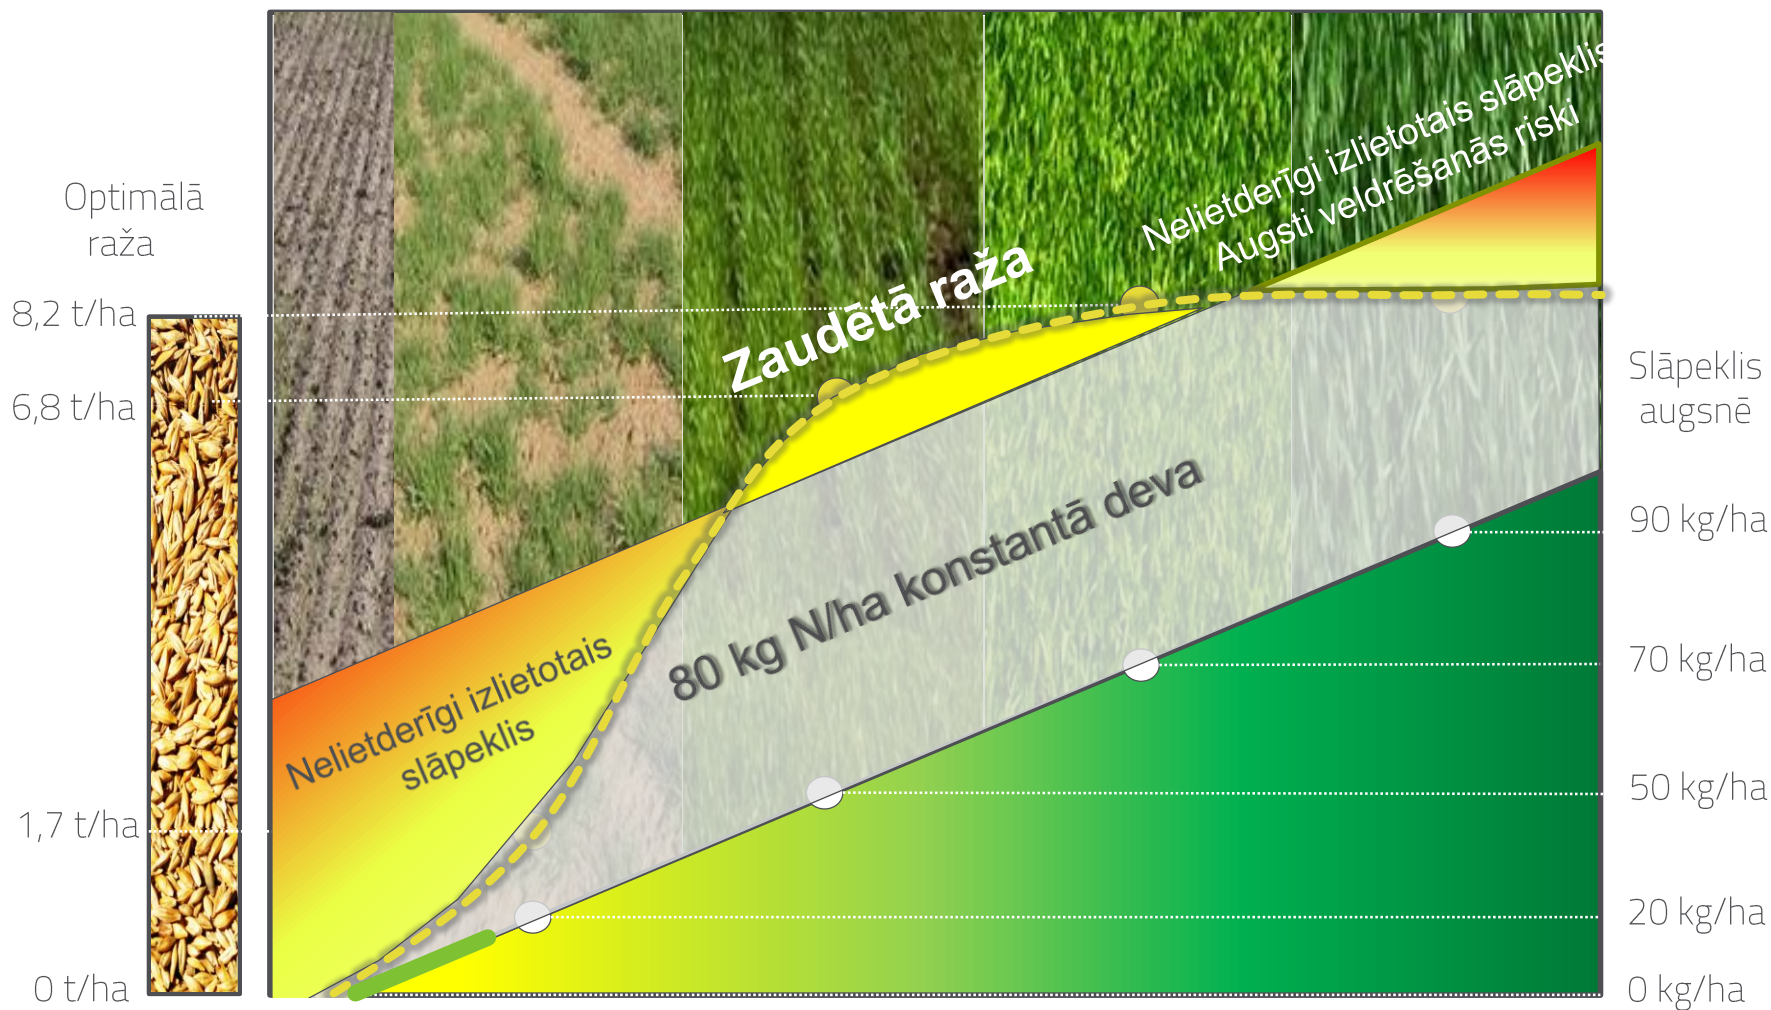 Optimālā
raža
8,2 t/ha
6,8 t/ha
1,7 t/ha
0 t/ha
Nelietderīgi izlietotais slāpeklis
Augsti veldrēšanās riski
Zaudētā raža
80 kg N/ha konstantā deva
Nelietderīgi izlietotais
slāpeklis
Slāpeklis
augsnē
90 kg/ha
70 kg/ha
50 kg/ha
20 kg/ha
0 kg/ha